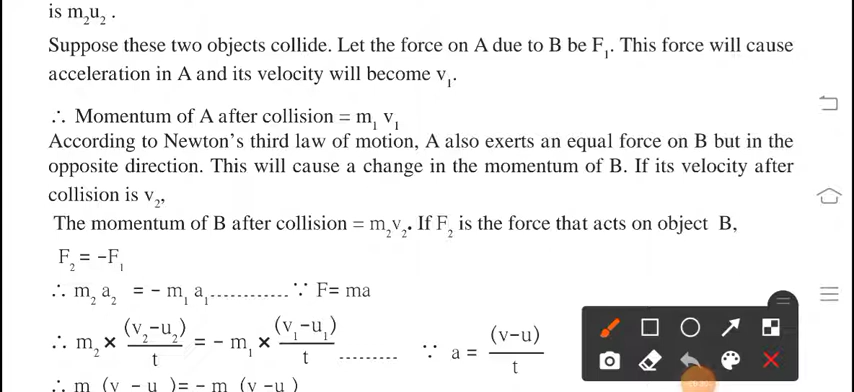 is m₂u₂ .
Suppose these two objects collide. Let the force on A due to B be F₁. This force will cause
acceleration in A and its velocity will become v₁.
∴ Momentum of A after collision = m₁ v₁
According to Newton's third law of motion, A also exerts an equal force on B but in the
opposite direction. This will cause a change in the momentum of B. If its velocity after
collision is v₂,
The momentum of B after collision = m₂v₂. If F₂ is the force that acts on object B,
F₂ = -F₁
∴ m₂ a₂ = - m₁ a₁............ ∵ F= ma
∴ m₂ × (v₂-u₂)/t = - m₁ × (v₁-u₁)/t ......... ∵ a = (v-u)/t
∴ m (v - u )= - m (v -u )